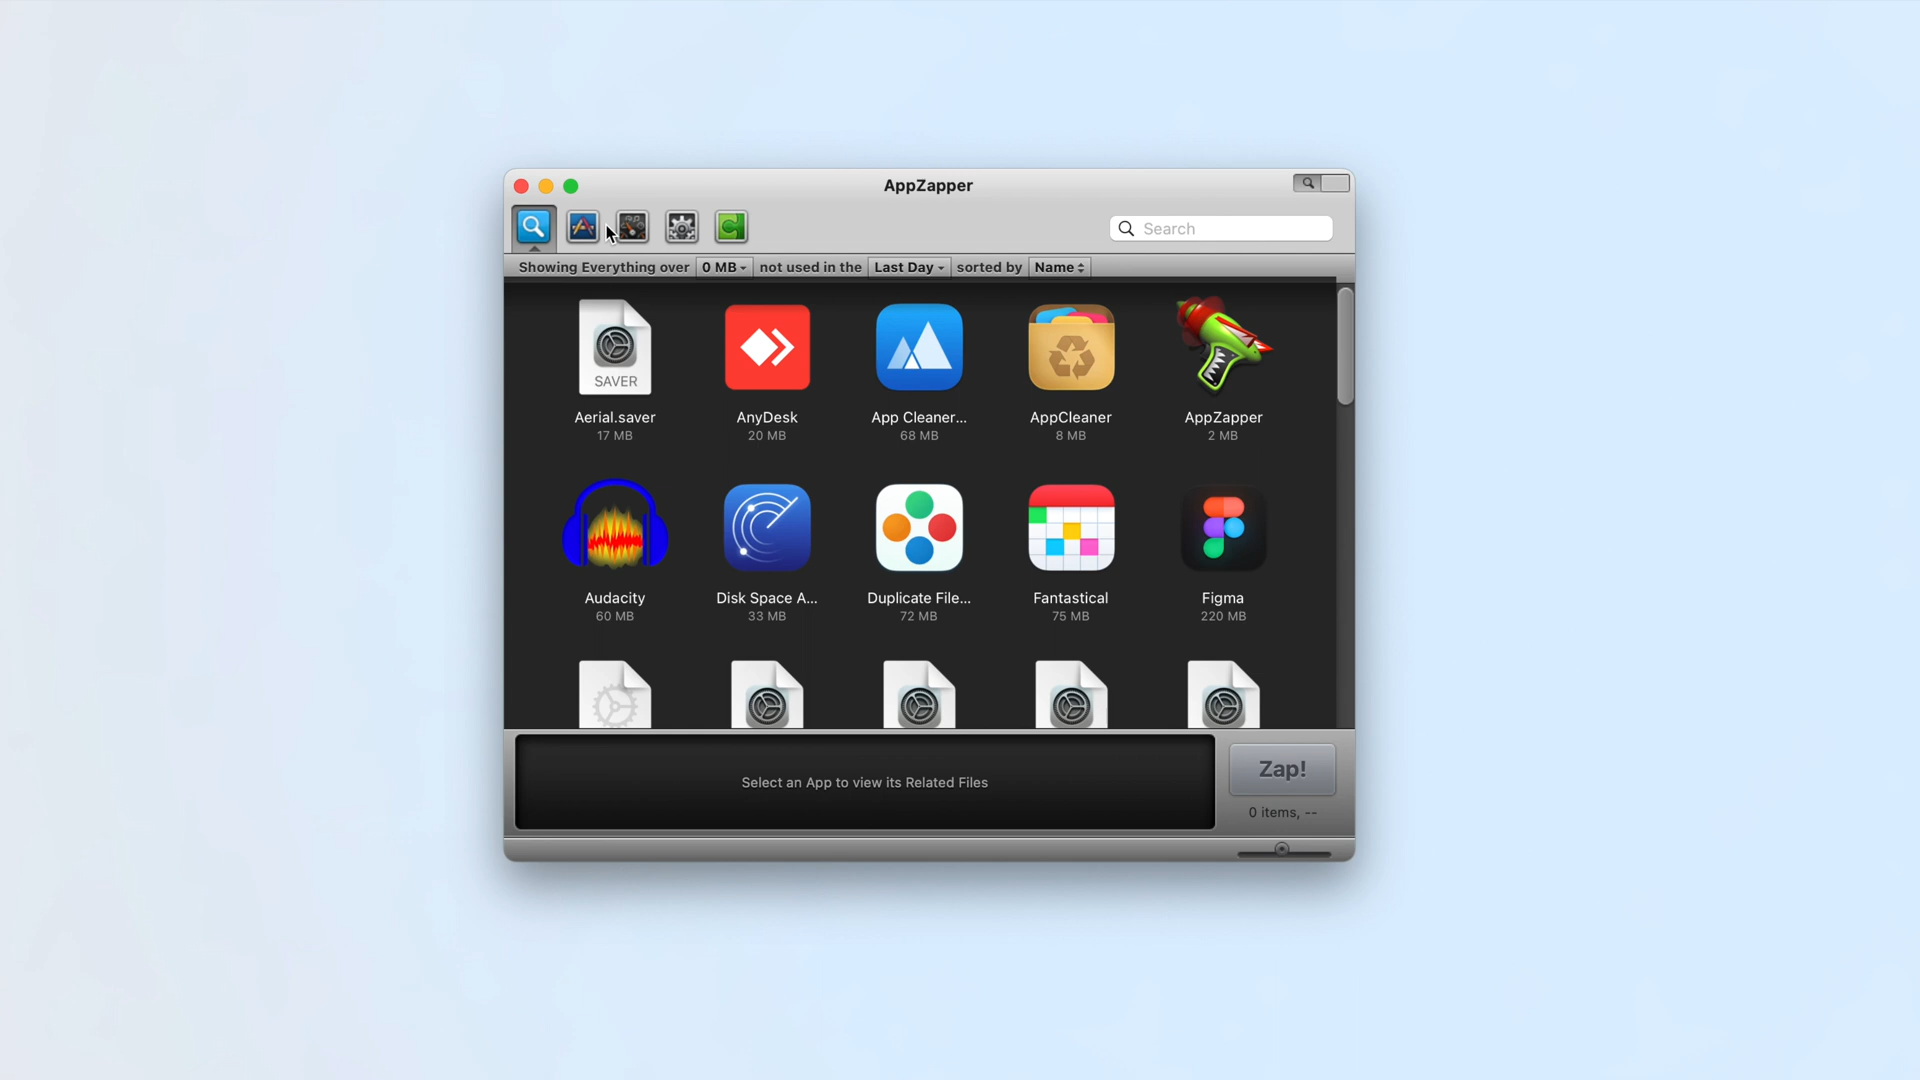 AppZapper
Search
Showing Everything over 0 MB not used in the Last Day sorted by Name
SAVER
Aerial.saver AnyDesk App Cleaner... AppCleaner AppZapper
17 MB 20 MB 68 MB 8 MB 2 MB
Audacity Disk Space A... Duplicate File... Fantastical Figma
60 MB 33 MB 72 MB 75 MB 220 MB
Select an App to view its Related Files
Zap!
0 items, --